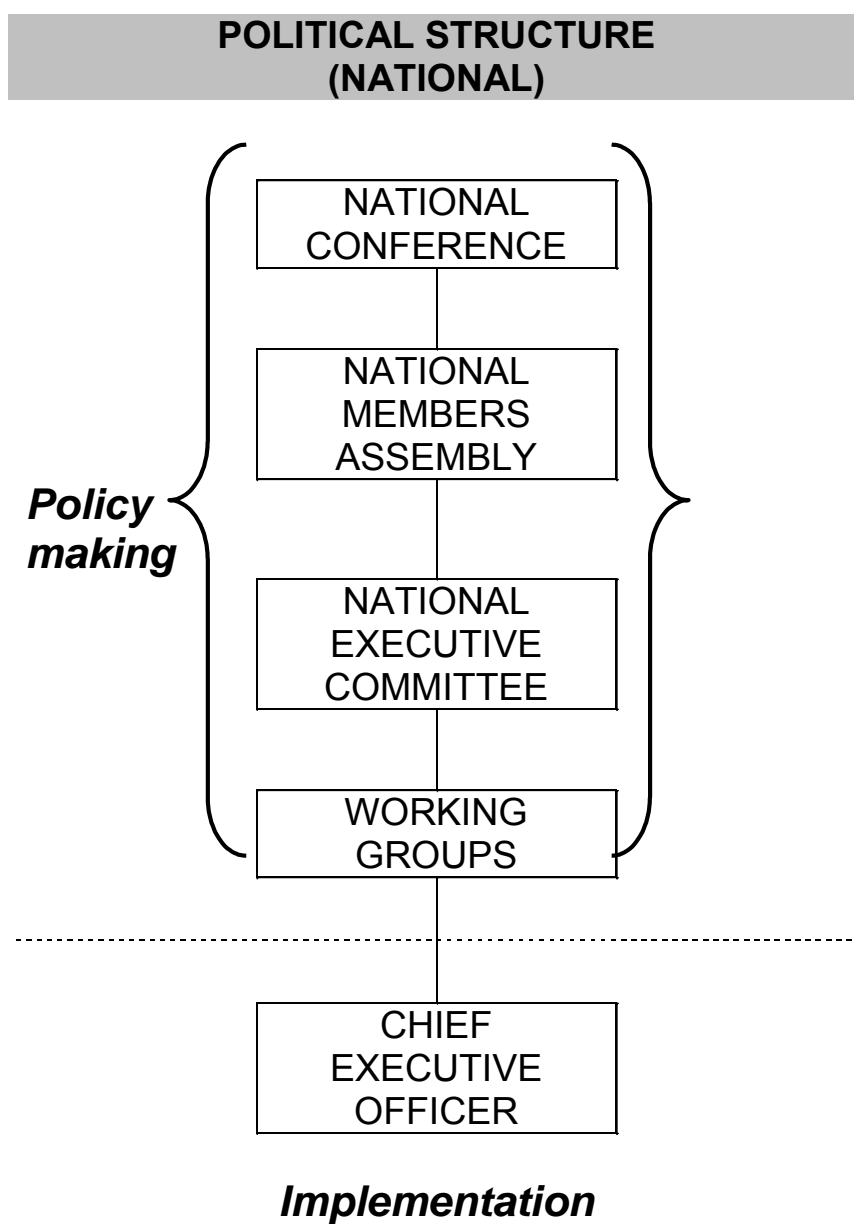 POLITICAL STRUCTURE
(NATIONAL)
NATIONAL
CONFERENCE
NATIONAL
MEMBERS
ASSEMBLY
Policy
making
NATIONAL
EXECUTIVE
COMMITTEE
WORKING
GROUPS
CHIEF
EXECUTIVE
OFFICER
Implementation